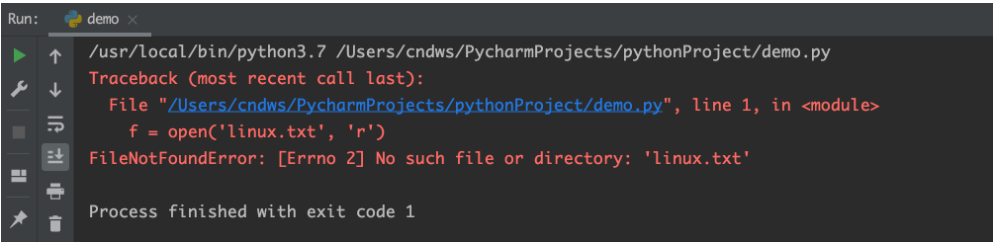 Run: demo
/usr/local/bin/python3.7 /Users/cndws/PycharmProjects/pythonProject/demo.py
Traceback (most recent call last):
  File "/Users/cndws/PycharmProjects/pythonProject/demo.py", line 1, in <module>
    f = open('linux.txt', 'r')
FileNotFoundError: [Errno 2] No such file or directory: 'linux.txt'
Process finished with exit code 1